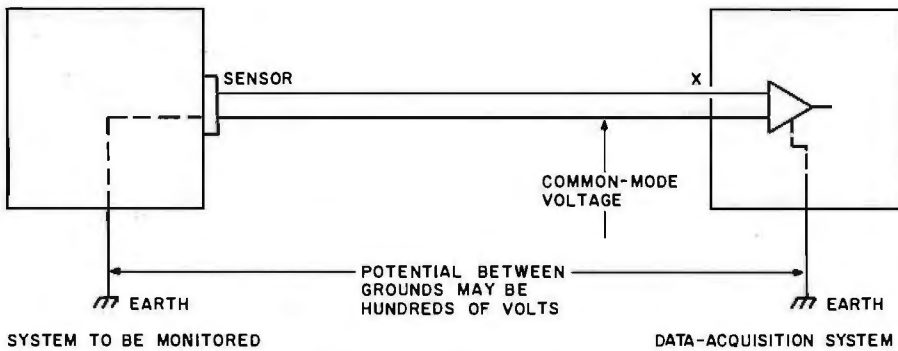 SENSOR
X
COMMON-MODE
VOLTAGE
POTENTIAL BETWEEN
GROUNDS MAY BE
HUNDREDS OF VOLTS
EARTH
EARTH
SYSTEM TO BE MONITORED
DATA-ACQUISITION SYSTEM